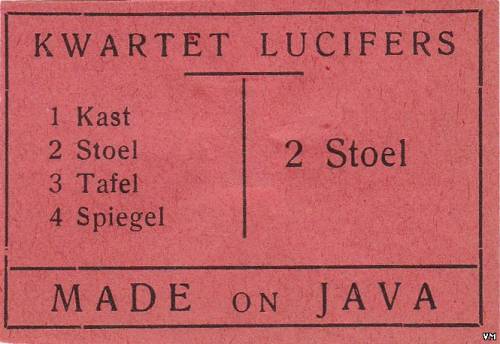 KWARTET LUCIFERS
1 Kast
2 Stoel
3 Tafel
4 Spiegel
2 Stoel
MADE ON JAVA
VM